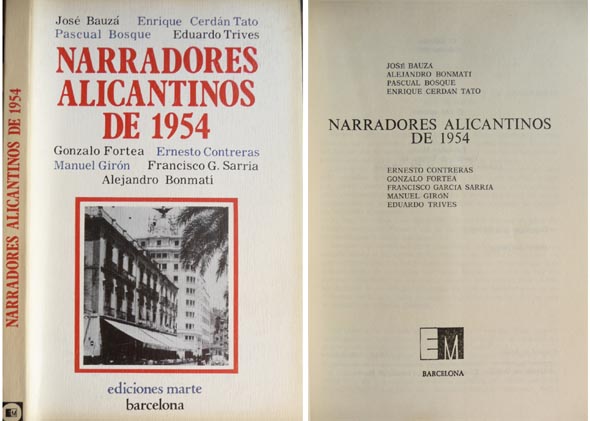 NARRADORES ALICANTINOS DE 1954
EM
José Bauzá Enrique Cerdán Tato
Pascual Bosque Eduardo Trives
NARRADORES
ALICANTINOS
DE 1954
Gonzalo Fortea Ernesto Contreras
Manuel Girón Francisco G. Sarria
Alejandro Bonmati
ediciones marte
barcelona
JOSÉ BAUZA
ALEJANDRO BONMATI
PASCUAL BOSQUE
ENRIQUE CERDAN TATO
NARRADORES ALICANTINOS
DE 1954
ERNESTO CONTRERAS
GONZALO FORTEA
FRANCISCO GARCIA SARRIA
MANUEL GIRON
EDUARDO TRIVES
EM
BARCELONA